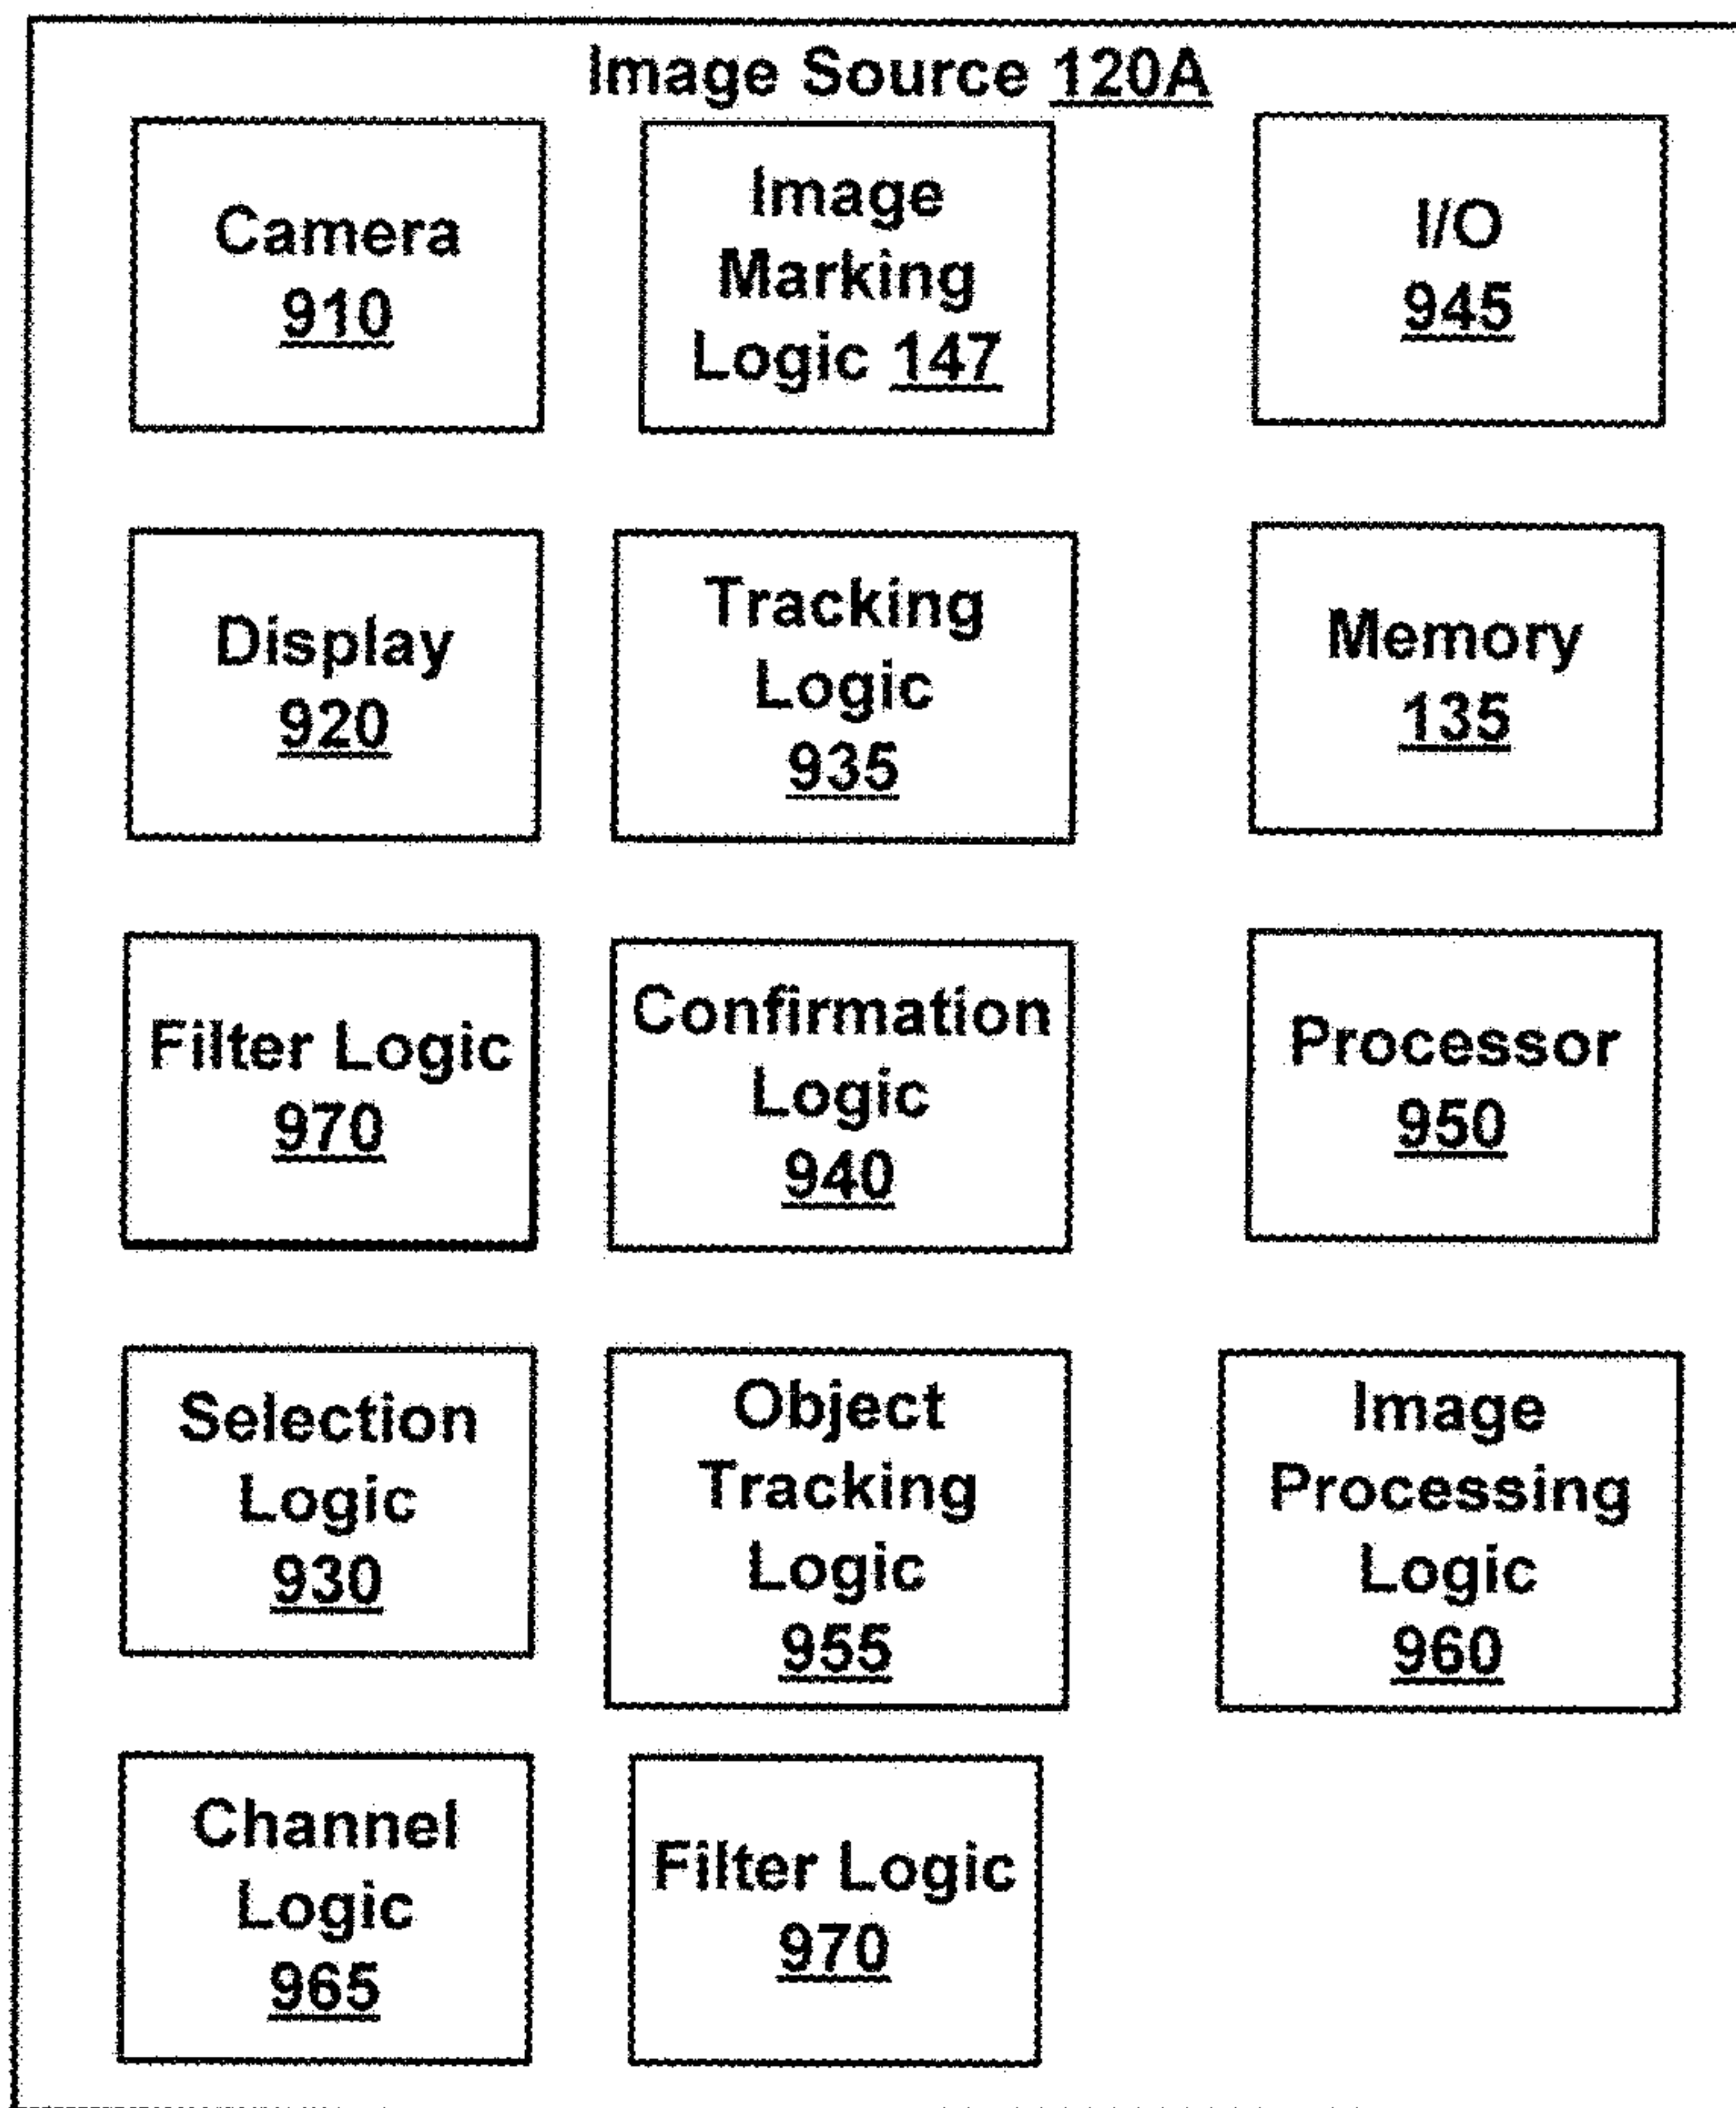 Image Source 120A
Camera
910
Image
Marking
Logic 147
I/O
945
Display
920
Tracking
Logic
935
Memory
135
Filter Logic
970
Confirmation
Logic
940
Processor
950
Selection
Logic
930
Object
Tracking
Logic
955
Image
Processing
Logic
960
Channel
Logic
965
Filter Logic
970